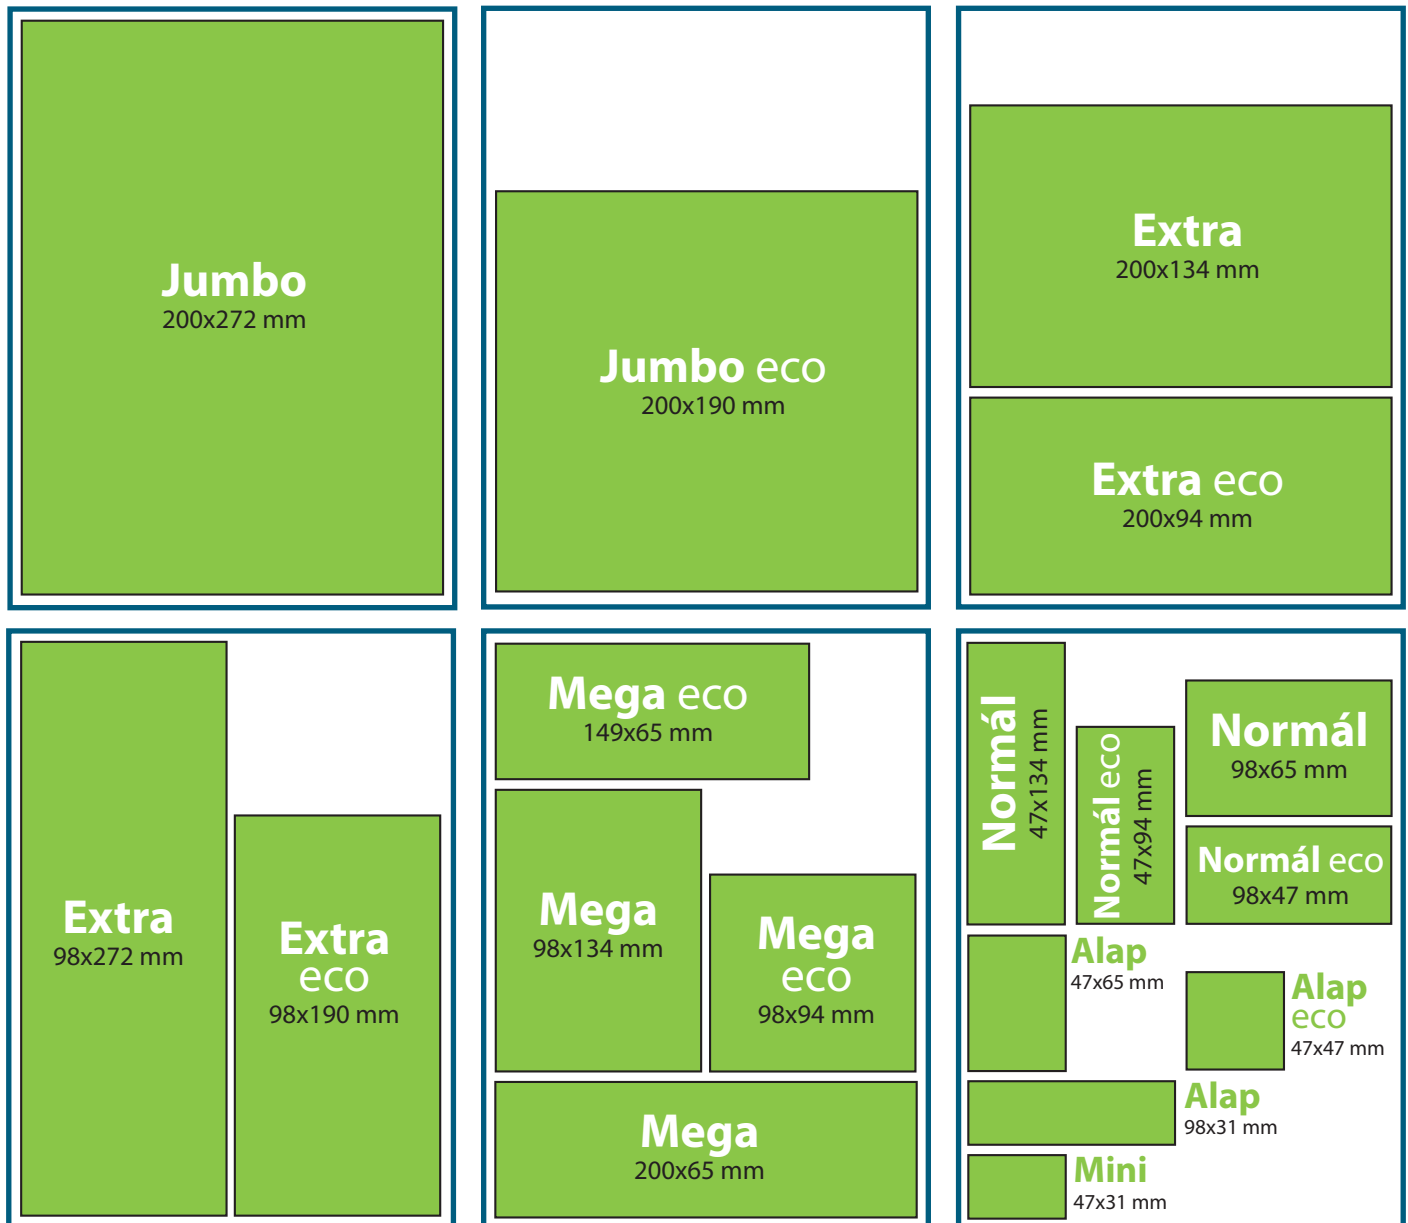 Jumbo
200x272 mm
Jumbo eco
200x190 mm
Extra
200x134 mm
Extra eco
200x94 mm
Extra
98x272 mm
Extra
eco
98x190 mm
Mega eco
149x65 mm
Mega
98x134 mm
Mega
eco
98x94 mm
Mega
200x65 mm
Normál
47x134 mm
Normál eco
47x94 mm
Normál
98x65 mm
Normál eco
98x47 mm
Alap
47x65 mm
Alap
eco
47x47 mm
Alap
98x31 mm
Mini
47x31 mm